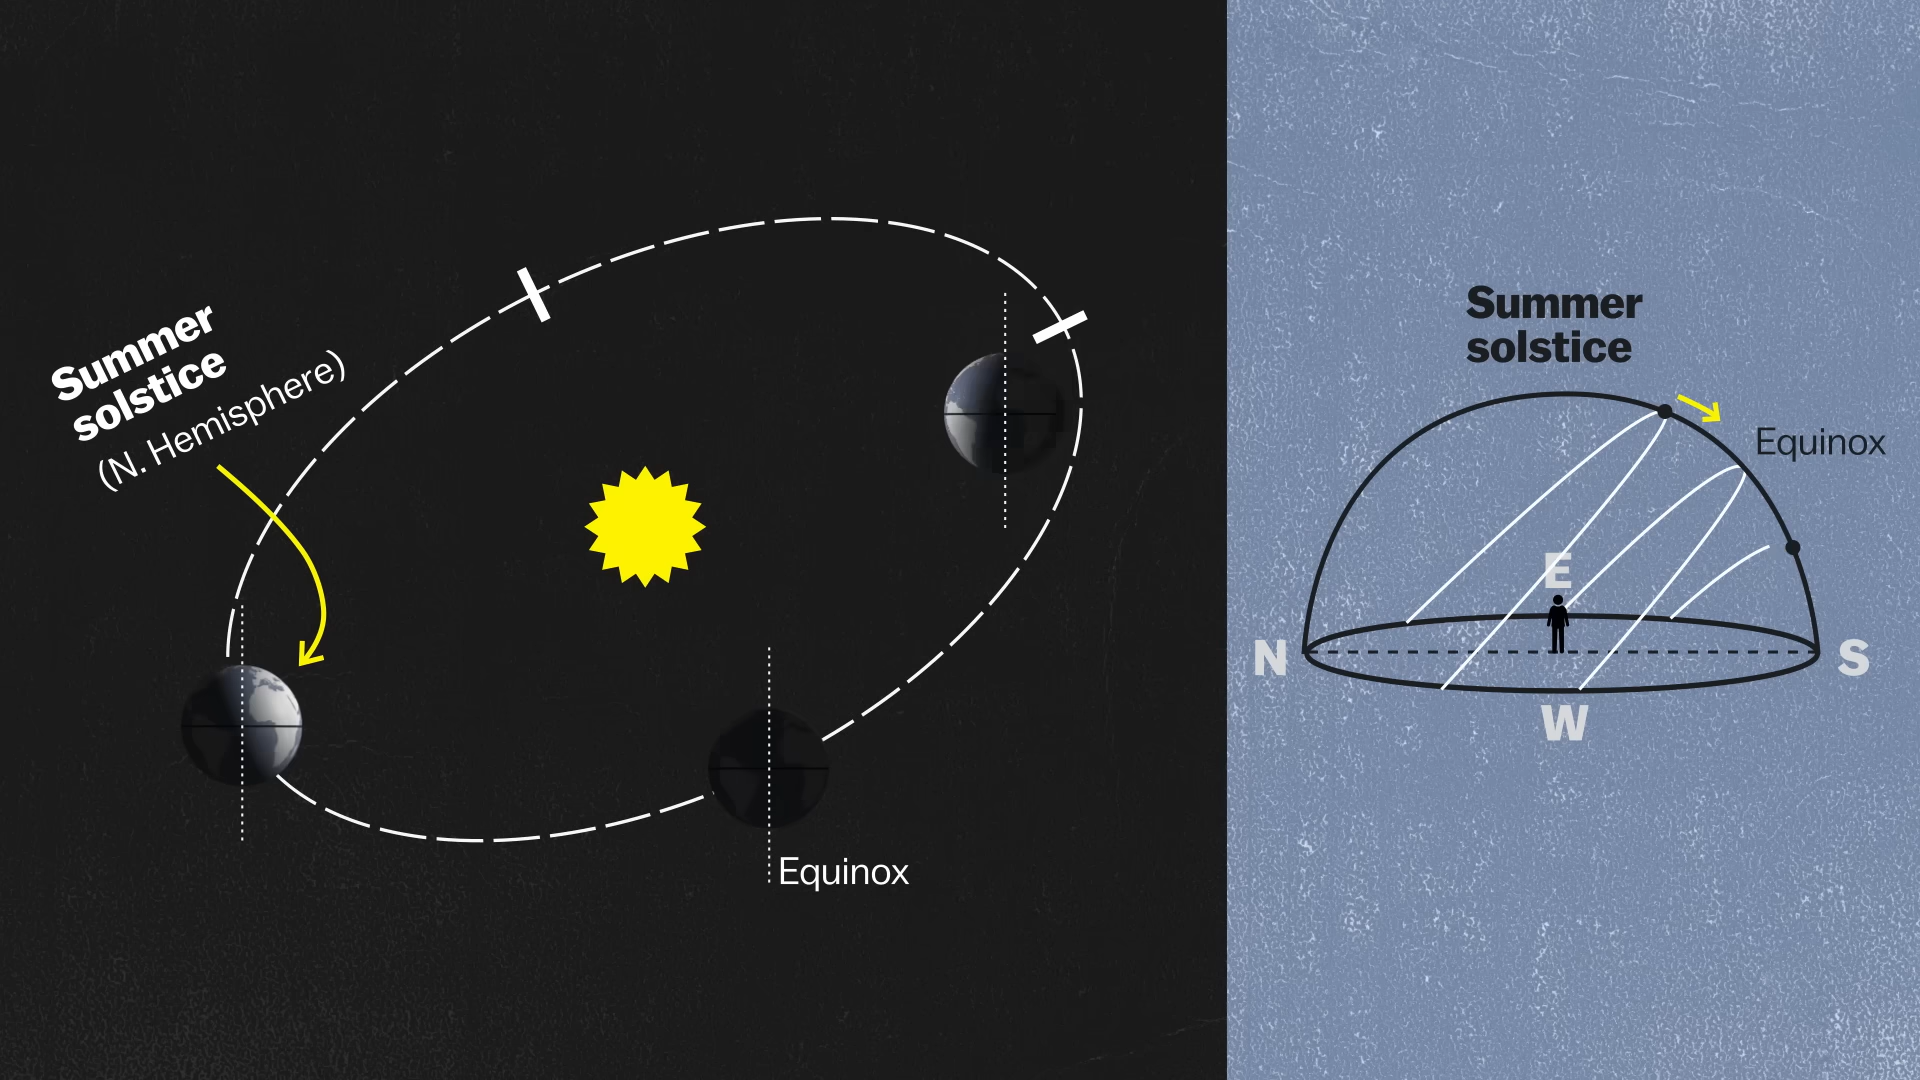 Summer
solstice
(N. Hemisphere)
Equinox
Summer
solstice
Equinox
E
N
S
W